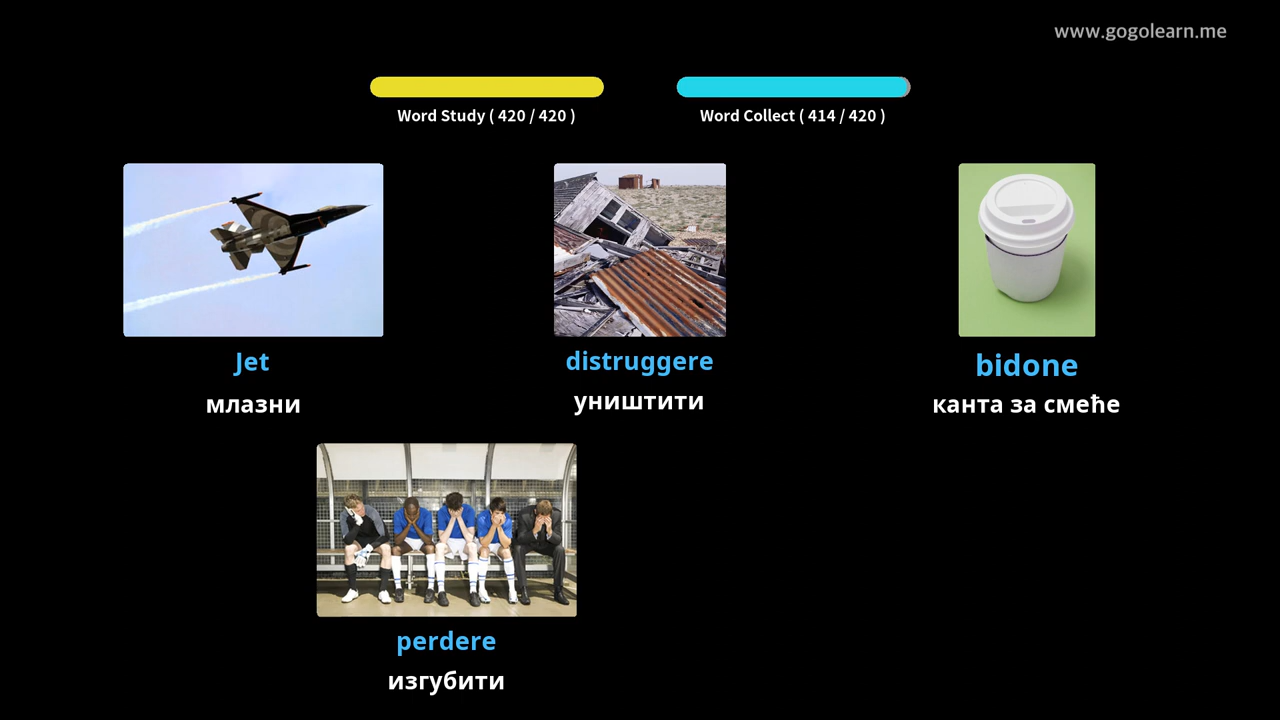 www.gogolearn.me
Word Study ( 420 / 420 )
Word Collect ( 414 / 420 )
Jet
млазни
distruggere
уништити
bidone
канта за смеће
perdere
изгубити